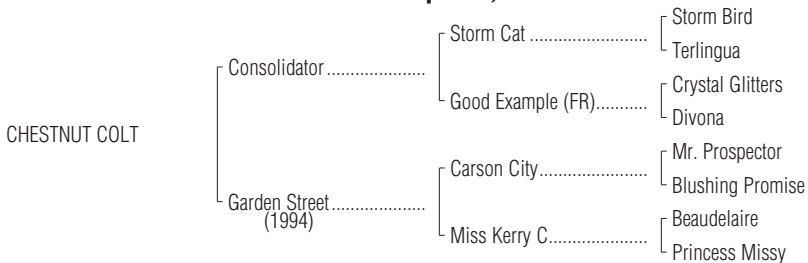 Storm Bird
Storm Cat ........................
Terlingua
Consolidator ....................
Crystal Glitters
Good Example (FR)...........
Divona
CHESTNUT COLT
Mr. Prospector
Carson City......................
Blushing Promise
Garden Street...................
(1994)
Beaudelaire
Miss Kerry C....................
Princess Missy